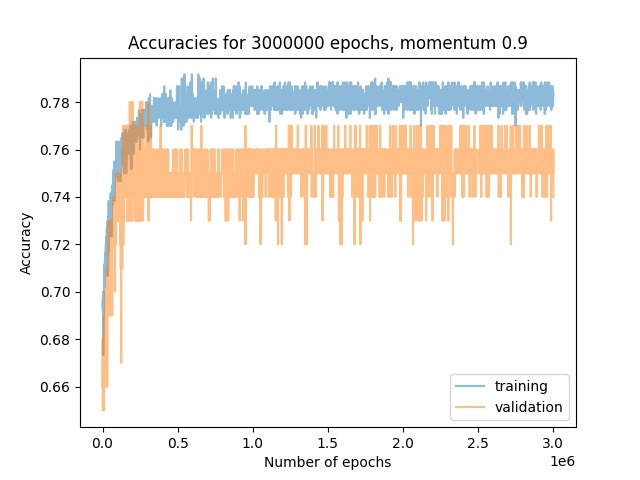 Accuracies for 3000000 epochs, momentum 0.9
Accuracy
0.78
0.76
0.74
0.72
0.70
0.68
0.66
training
validation
0.0 0.5 1.0 1.5 2.0 2.5 3.0
1e6
Number of epochs